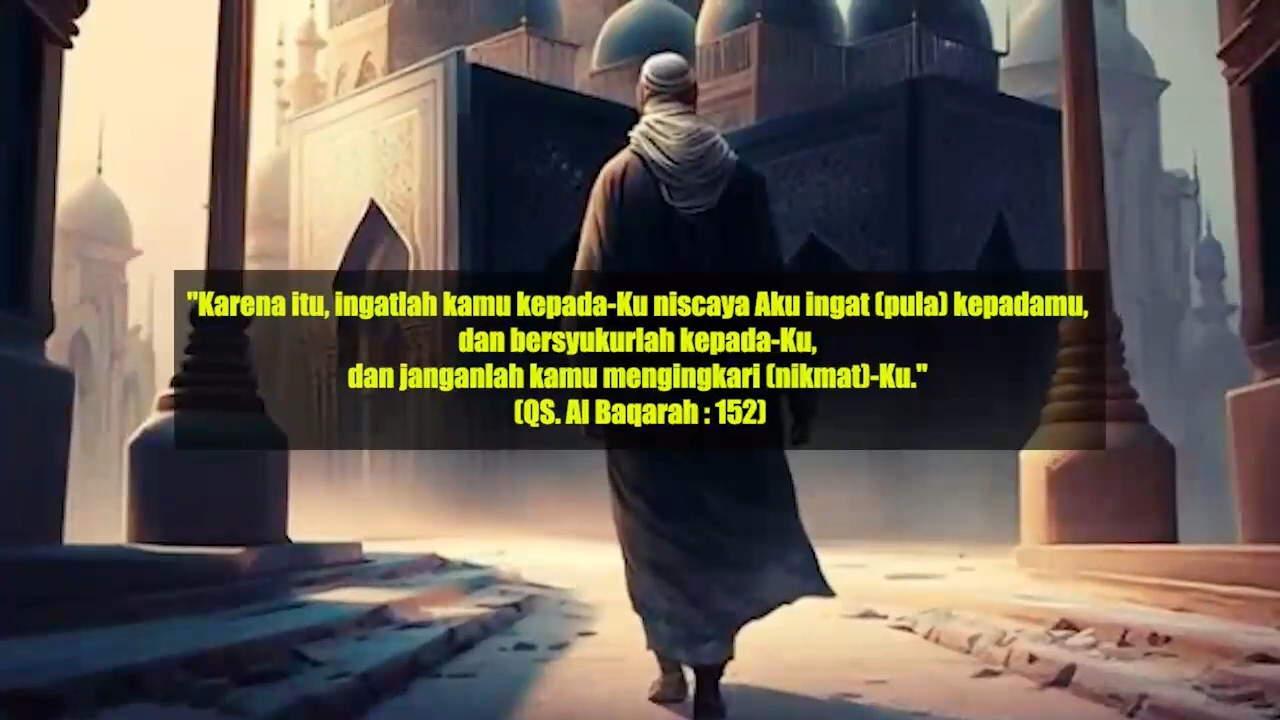 "Karena itu, ingatlah kamu kepada-Ku niscaya Aku ingat (pula) kepadamu,
dan bersyukurlah kepada-Ku,
dan janganlah kamu mengingkari (nikmat)-Ku."
(QS. Al Baqarah : 152)